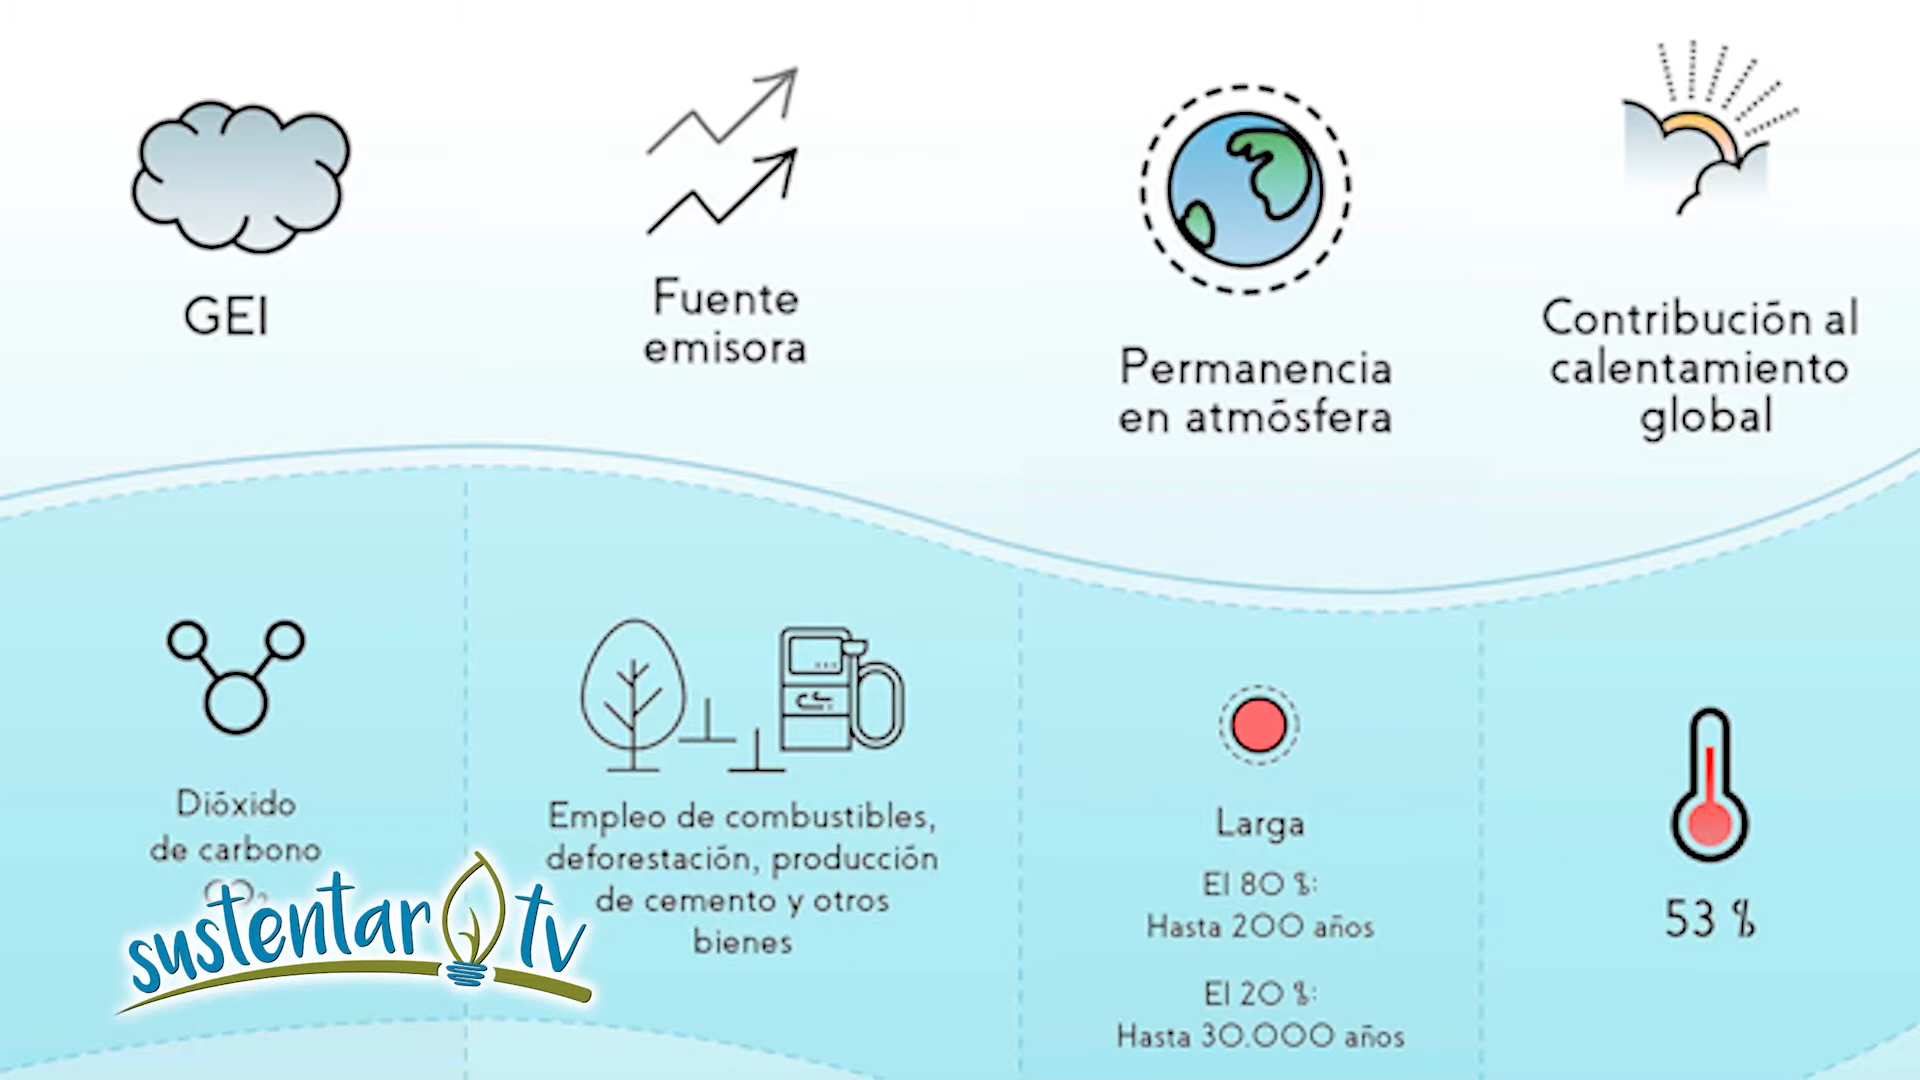 GEI
Fuente
emisora
Permanencia
en atmósfera
Contribución al
calentamiento
global
Dióxido
de carbono
CO₂
Empleo de combustibles,
deforestación, producción
de cemento y otros
bienes
Larga
El 80 %:
Hasta 200 años
El 20 %:
Hasta 30.000 años
53 %
sustentar tv